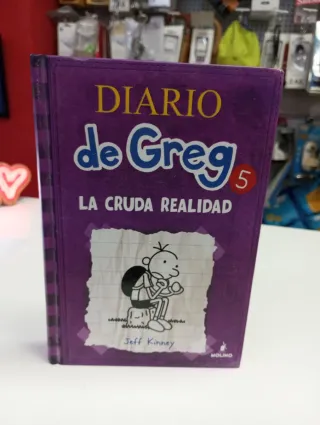 DIARIO
de Greg
5
LA CRUDA REALIDAD
Jeff Kinney
MOLINO